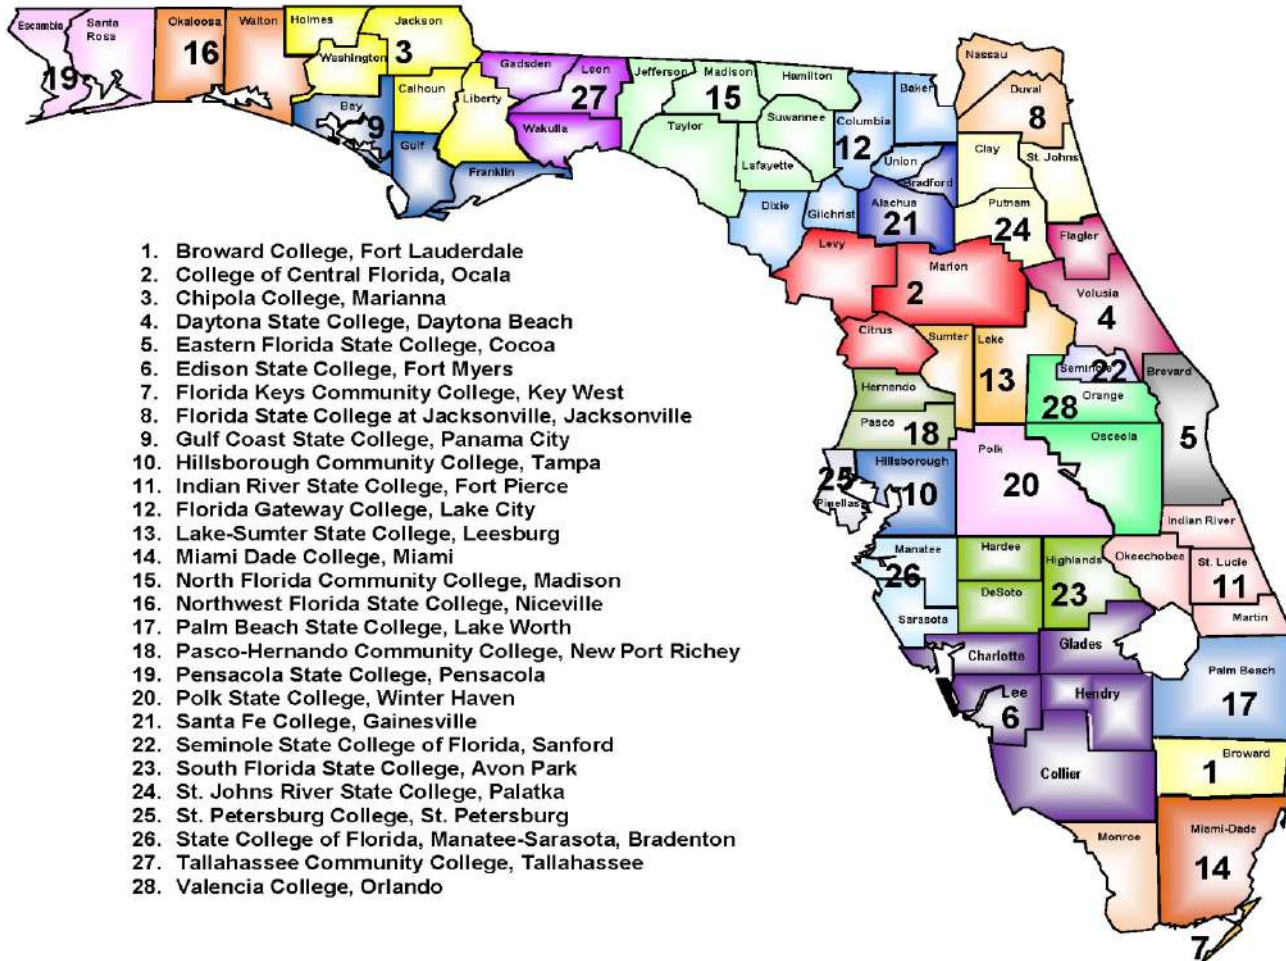 Escambia
Santa
Rosa
19
Okaloosa
16
Walton
Holmes
Jackson
3
Washington
Calhoun
Liberty
Bay
9
Gulf
Franklin
Gadsden
Leon
27
Wakulla
Jefferson
Madison
15
Hamilton
Taylor
Suwannee
Lafayette
Columbia
12
Baker
Union
Bradford
Dixie
Gilchrist
Alachua
21
Nassau
Duval
8
Clay
St. Johns
Putnam
24
Flagler
Levy
Marion
2
Volusia
4
Citrus
Sumter
Lake
13
Seminole
22
Brevard
5
Orange
28
Osceola
Hernando
Pasco
18
Polk
20
Hillsborough
10
25
Pinellas
Indian River
Okeechobee
St. Lucie
11
Martin
Manatee
26
Sarasota
Hardee
DeSoto
Highlands
23
Charlotte
Glades
Lee
6
Hendry
Collier
Palm Beach
17
Broward
1
Monroe
Miami-Dade
14
7
1. Broward College, Fort Lauderdale
2. College of Central Florida, Ocala
3. Chipola College, Marianna
4. Daytona State College, Daytona Beach
5. Eastern Florida State College, Cocoa
6. Edison State College, Fort Myers
7. Florida Keys Community College, Key West
8. Florida State College at Jacksonville, Jacksonville
9. Gulf Coast State College, Panama City
10. Hillsborough Community College, Tampa
11. Indian River State College, Fort Pierce
12. Florida Gateway College, Lake City
13. Lake-Sumter State College, Leesburg
14. Miami Dade College, Miami
15. North Florida Community College, Madison
16. Northwest Florida State College, Niceville
17. Palm Beach State College, Lake Worth
18. Pasco-Hernando Community College, New Port Richey
19. Pensacola State College, Pensacola
20. Polk State College, Winter Haven
21. Santa Fe College, Gainesville
22. Seminole State College of Florida, Sanford
23. South Florida State College, Avon Park
24. St. Johns River State College, Palatka
25. St. Petersburg College, St. Petersburg
26. State College of Florida, Manatee-Sarasota, Bradenton
27. Tallahassee Community College, Tallahassee
28. Valencia College, Orlando